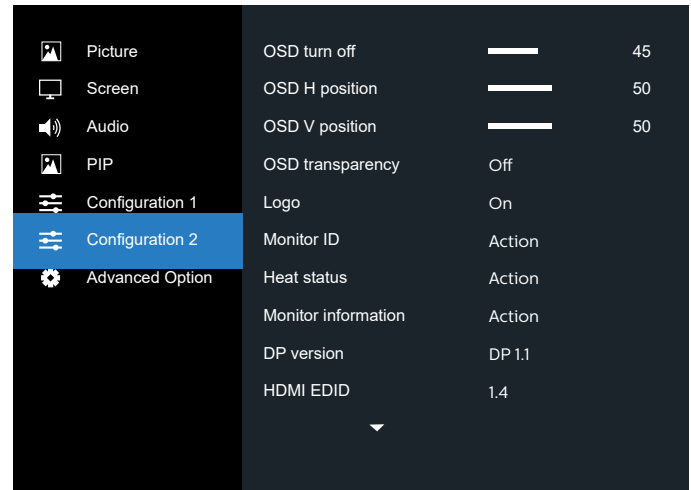 Picture
Screen
Audio
PIP
Configuration 1
Configuration 2
Advanced Option
OSD turn off 45
OSD H position 50
OSD V position 50
OSD transparency Off
Logo On
Monitor ID Action
Heat status Action
Monitor information Action
DP version DP 1.1
HDMI EDID 1.4